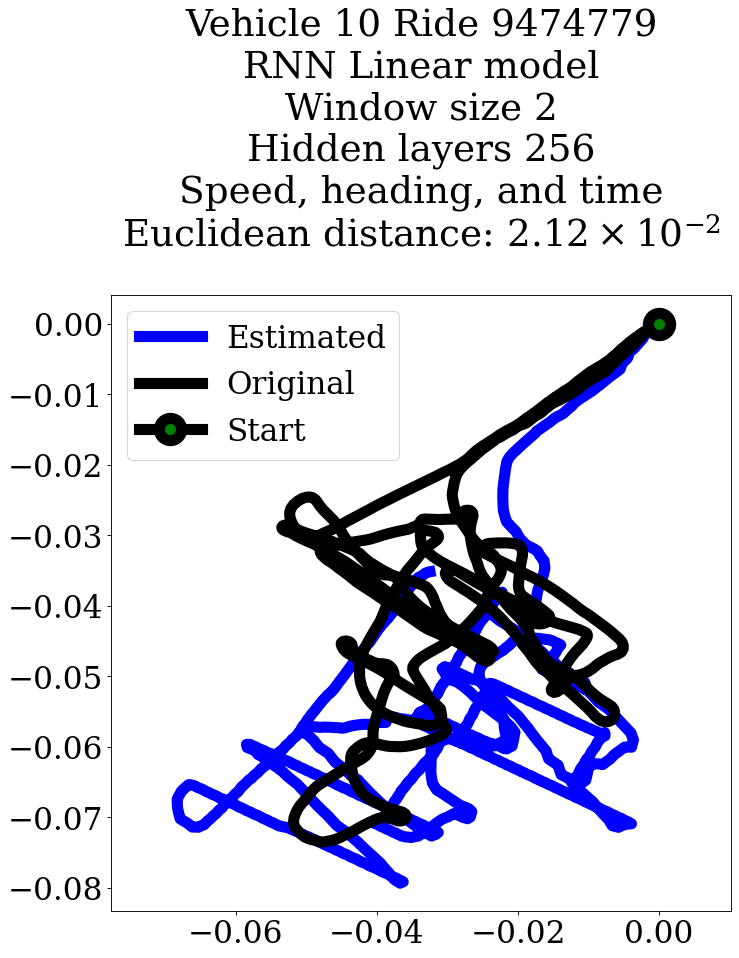 Vehicle 10 Ride 9474779
RNN Linear model
Window size 2
Hidden layers 256
Speed, heading, and time
Euclidean distance: 2.12 × 10⁻²
Estimated
Original
Start
0.00
−0.01
−0.02
−0.03
−0.04
−0.05
−0.06
−0.07
−0.08
−0.06 −0.04 −0.02 0.00